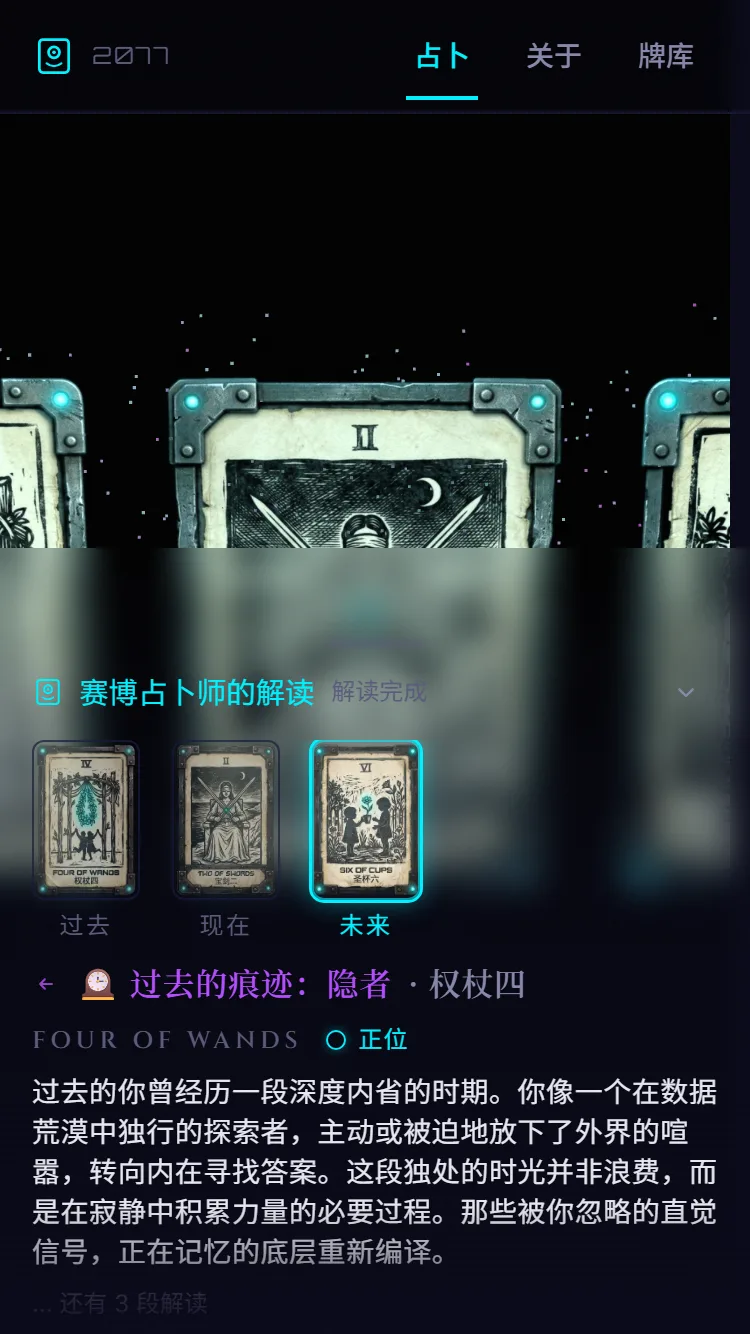 2077
占卜
关于
牌库
II
赛博占卜师的解读 解读完成
IV
FOUR OF WANDS
权杖四
II
TWO OF SWORDS
宝剑二
VI
SIX OF CUPS
圣杯六
过去
现在
未来
← 过去的痕迹：隐者 · 权杖四
FOUR OF WANDS 正位
过去的你曾经历一段深度内省的时期。你像一个在数据
荒漠中独行的探索者，主动或被迫地放下了外界的喧
嚣，转向内在寻找答案。这段独处的时光并非浪费，而
是在寂静中积累力量的必要过程。那些被你忽略的直觉
信号，正在记忆的底层重新编译。
... 还有 3 段解读